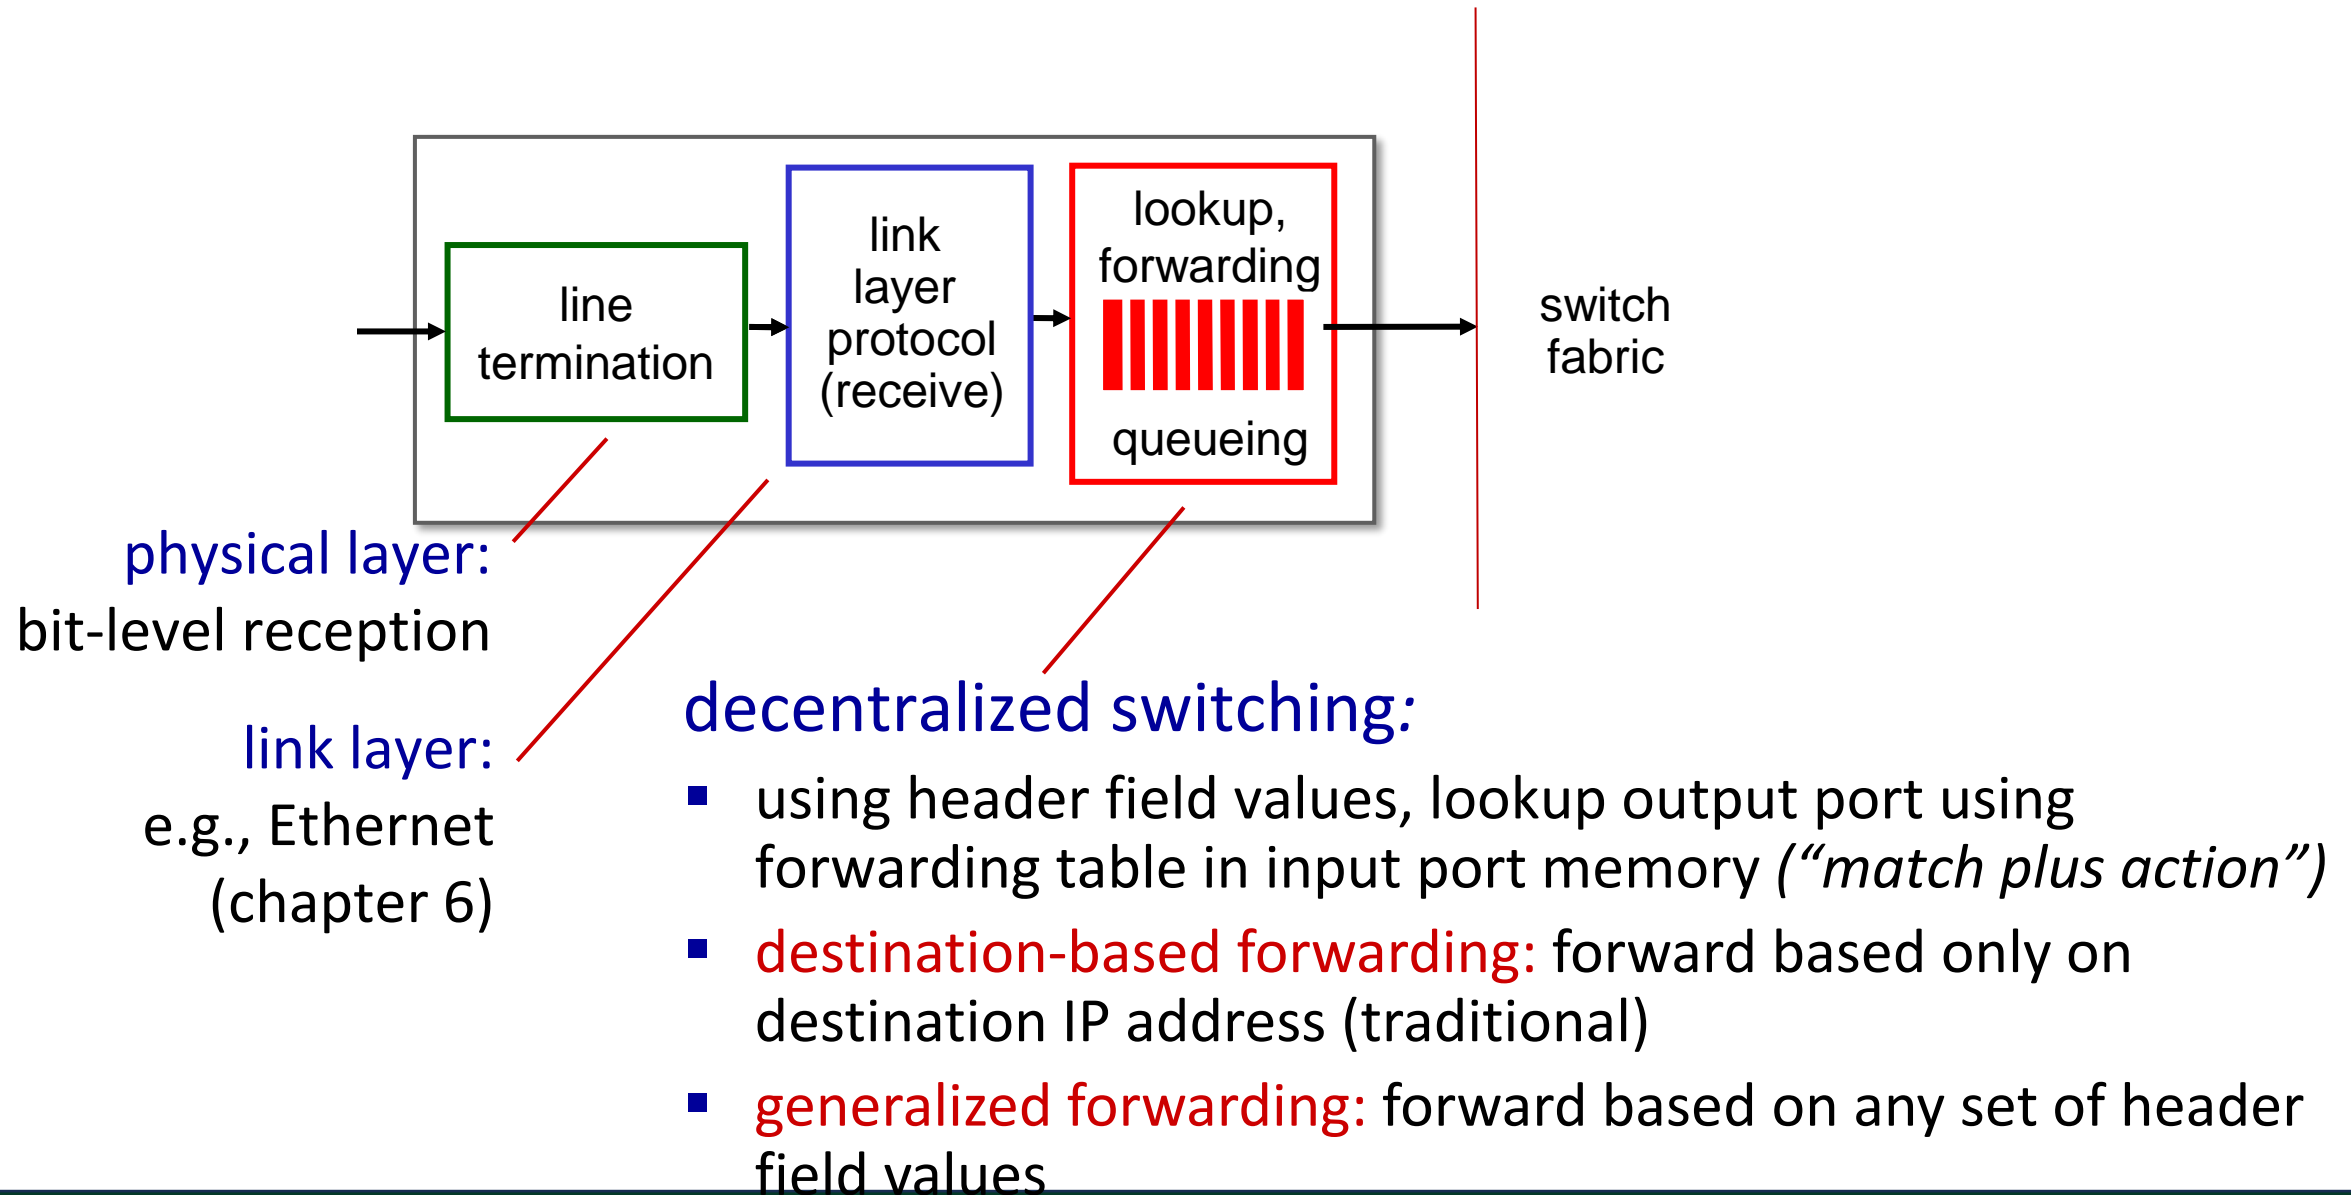 line
termination
link
layer
protocol
(receive)
lookup,
forwarding
queueing
switch
fabric
physical layer:
bit-level reception
link layer:
e.g., Ethernet
(chapter 6)
decentralized switching:
using header field values, lookup output port using
forwarding table in input port memory (“match plus action”)
destination-based forwarding: forward based only on
destination IP address (traditional)
generalized forwarding: forward based on any set of header
field values